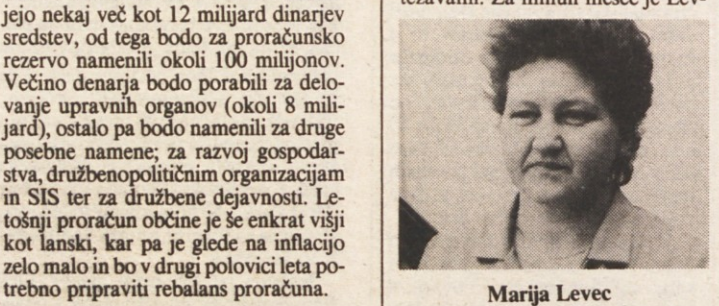 jejo nekaj več kot 12 milijard dinarjev
sredstev, od tega bodo za proračunsko
rezervo namenili okoli 100 milijonov.
Večino denarja bodo porabili za delo-
vanje upravnih organov (okoli 8 mili-
jard), ostalo pa bodo namenili za druge
posebne namene; za razvoj gospodar-
stva, družbenopolitičnim organizacijam
in SIS ter za družbene dejavnosti. Le-
tošnji proračun občine je še enkrat višji
kot lanski, kar pa je glede na inflacijo
zelo malo in bo v drugi polovici leta po-
trebno pripraviti rebalans proračuna.
Marija Levec